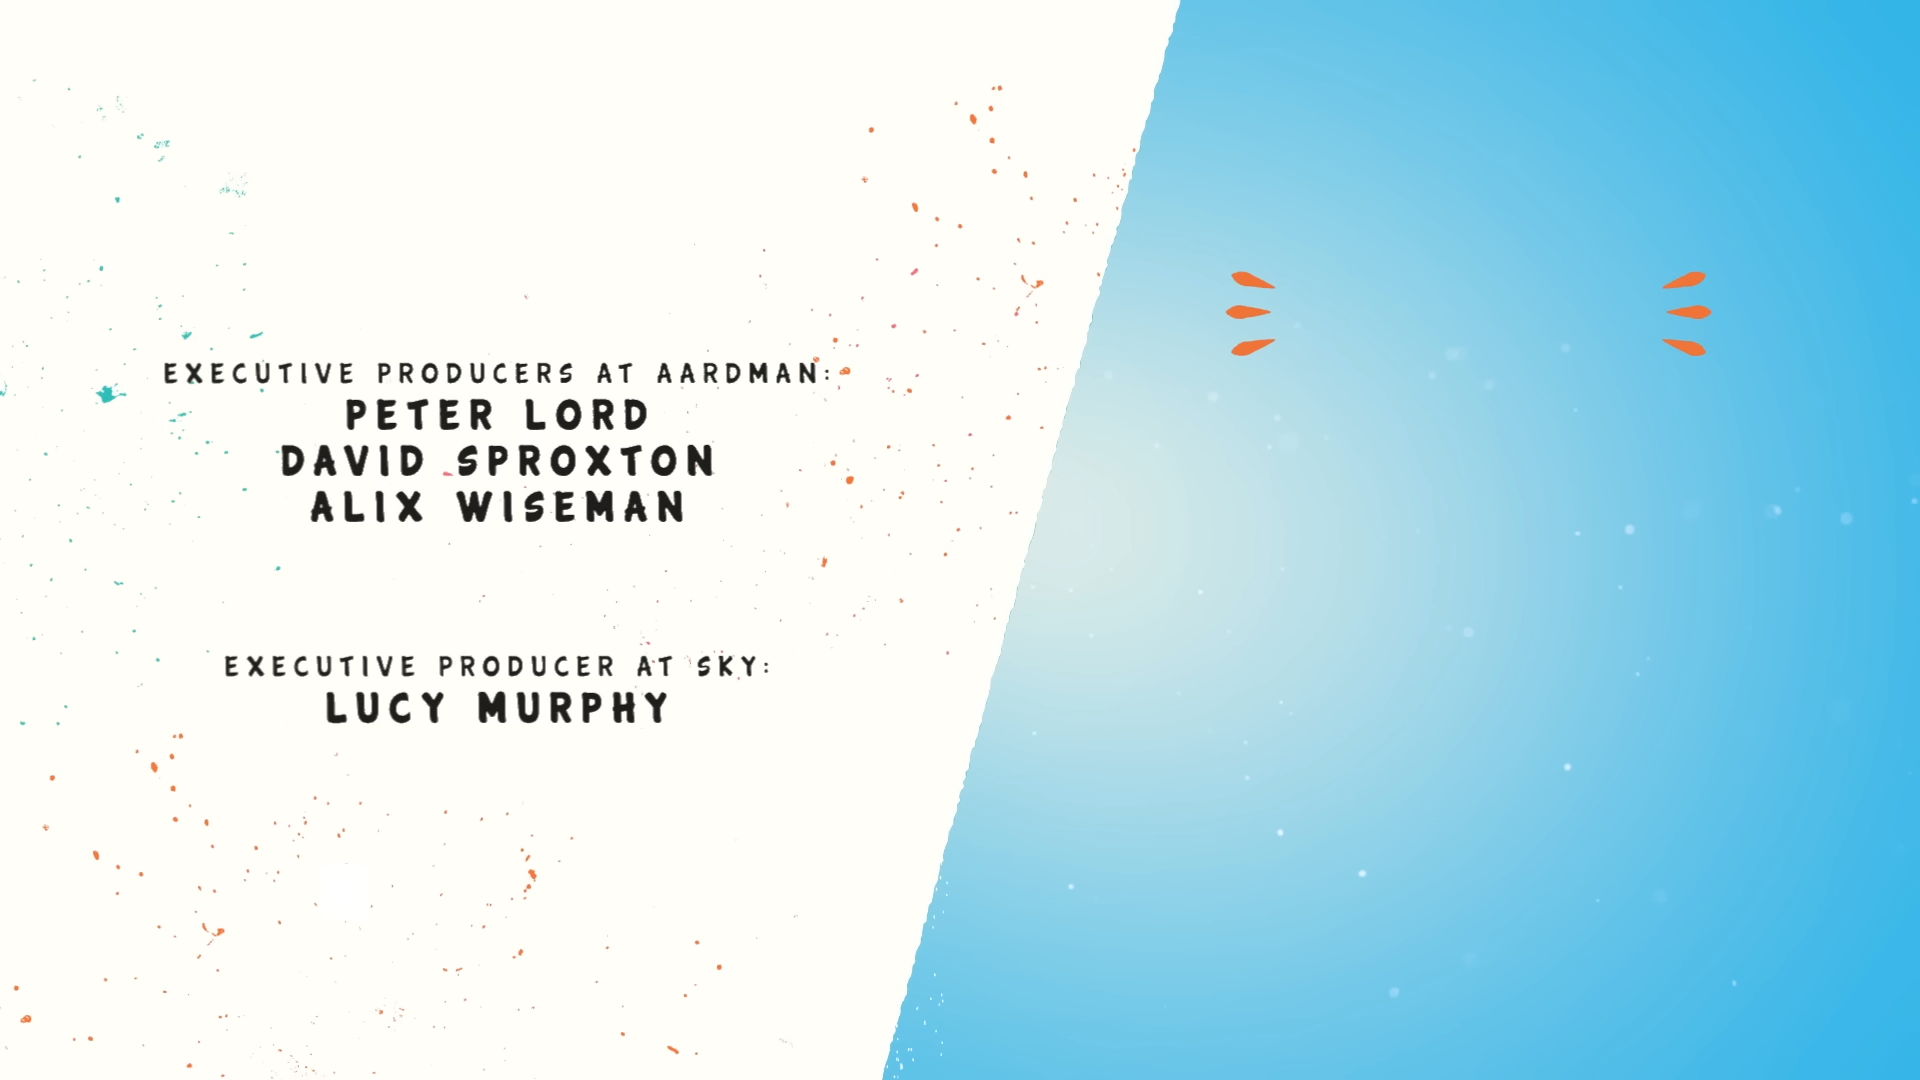 EXECUTIVE PRODUCERS AT AARDMAN:
PETER LORD
DAVID SPROXTON
ALIX WISEMAN
EXECUTIVE PRODUCER AT SKY:
LUCY MURPHY